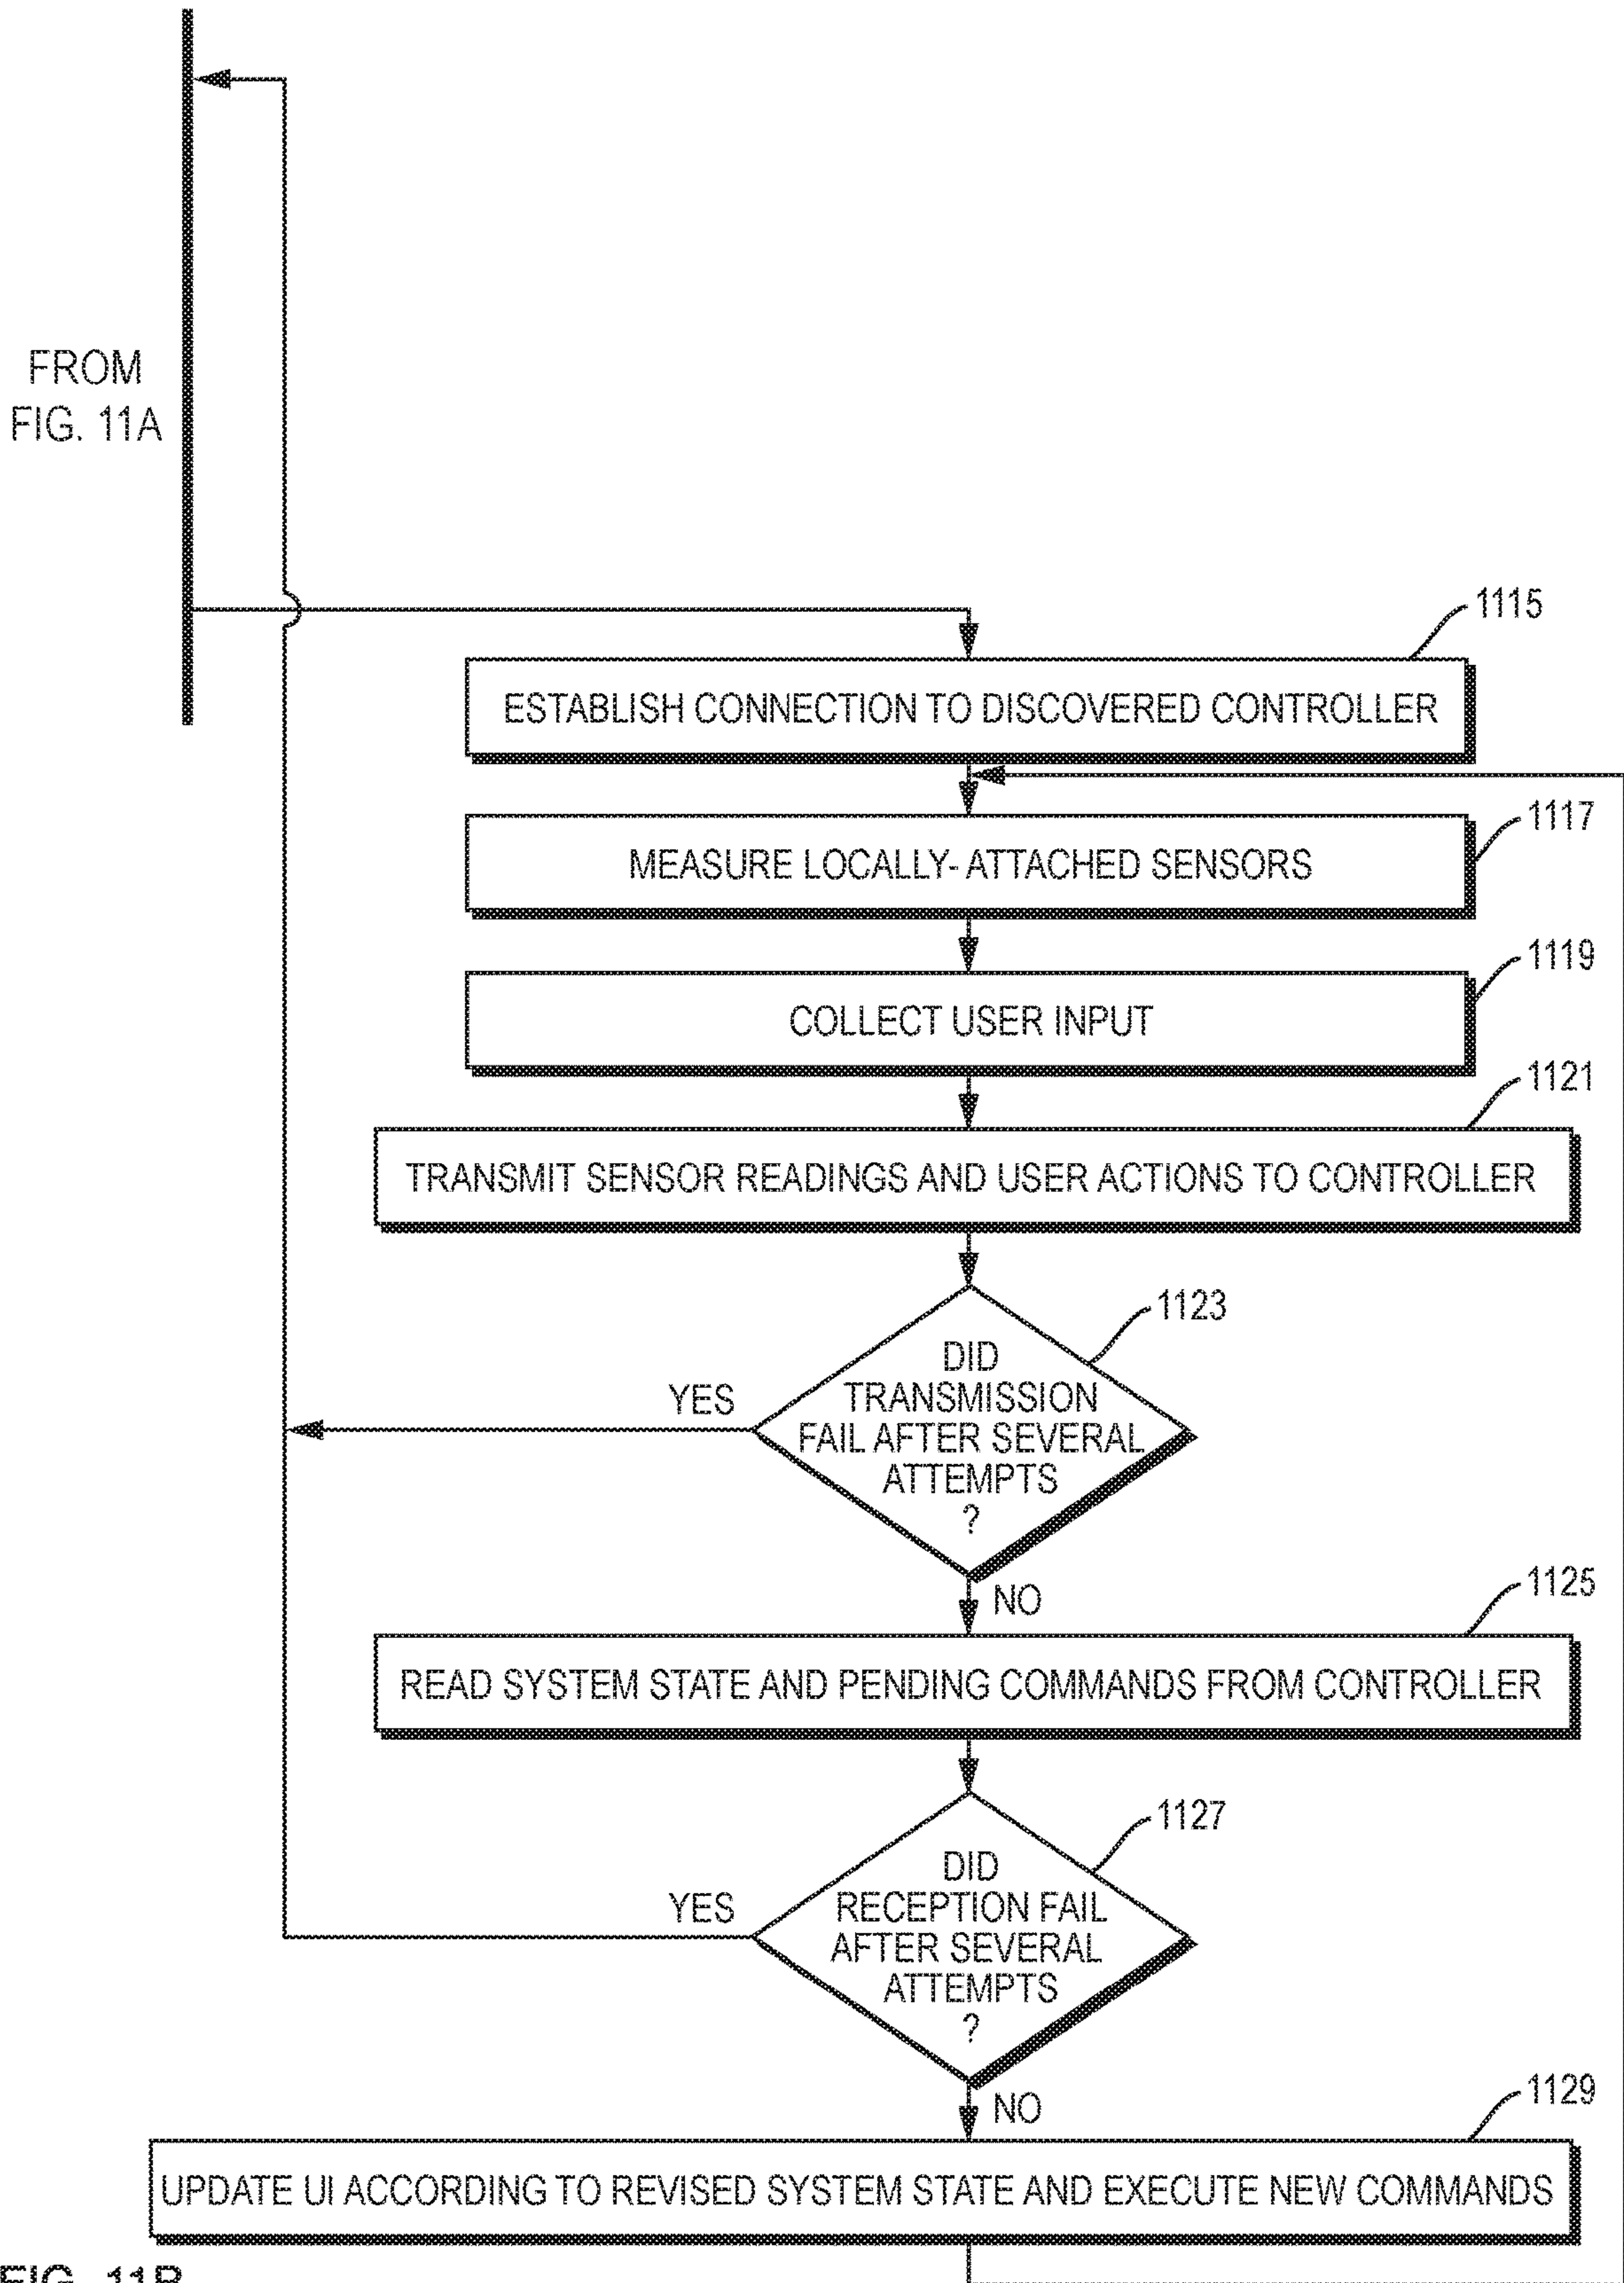 FROM
FIG. 11A
1115
ESTABLISH CONNECTION TO DISCOVERED CONTROLLER
1117
MEASURE LOCALLY- ATTACHED SENSORS
1119
COLLECT USER INPUT
1121
TRANSMIT SENSOR READINGS AND USER ACTIONS TO CONTROLLER
1123
DID
TRANSMISSION
FAIL AFTER SEVERAL
ATTEMPTS
?
YES
NO
1125
READ SYSTEM STATE AND PENDING COMMANDS FROM CONTROLLER
1127
DID
RECEPTION FAIL
AFTER SEVERAL
ATTEMPTS
?
YES
NO
1129
UPDATE UI ACCORDING TO REVISED SYSTEM STATE AND EXECUTE NEW COMMANDS
FIG. 11B